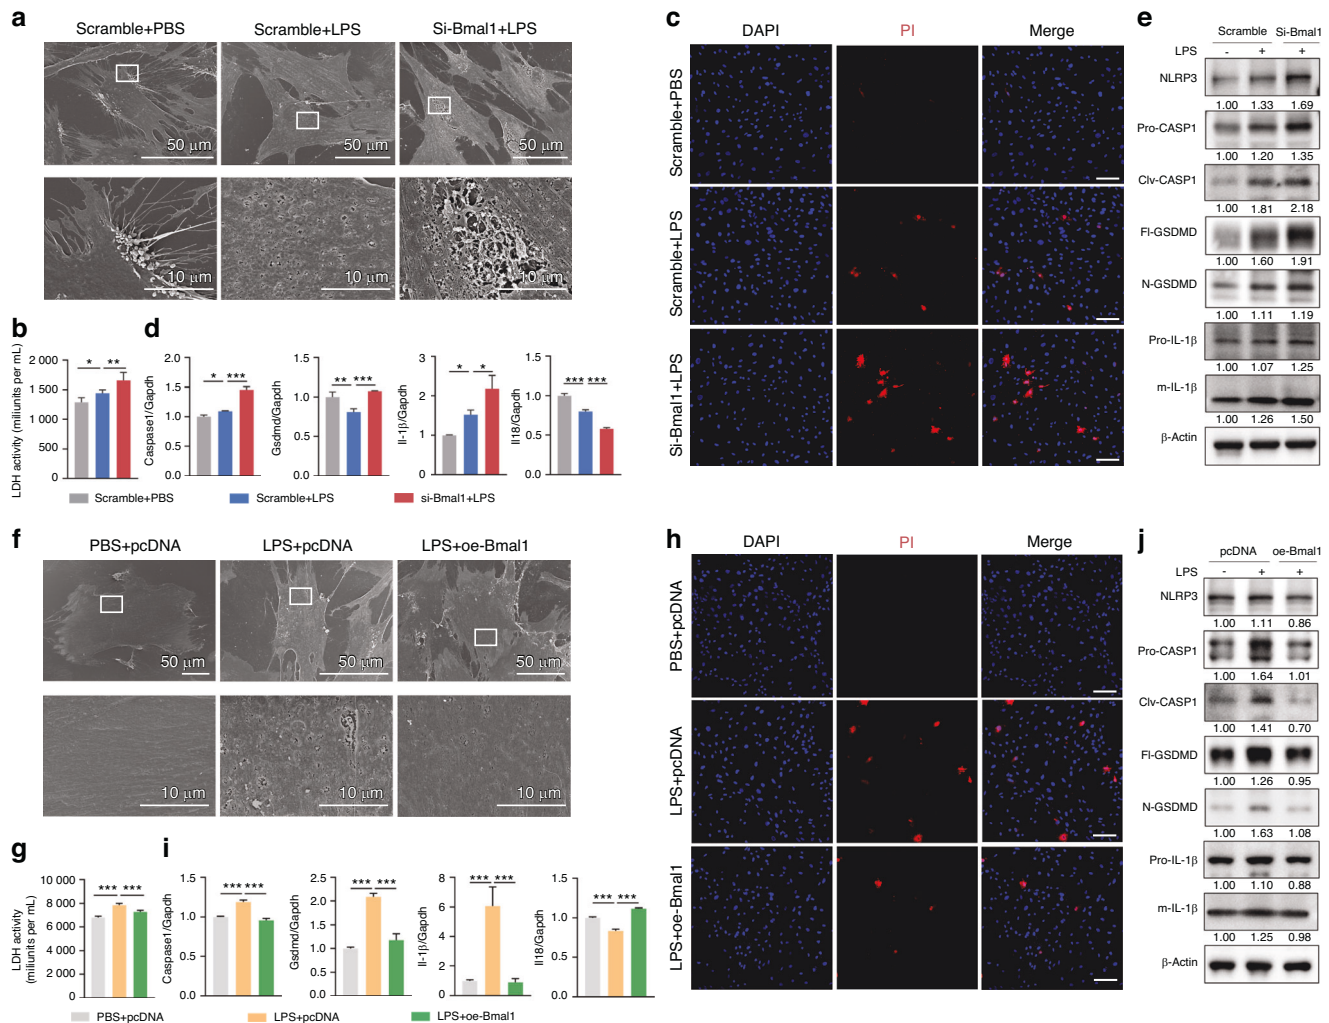 a
Scramble+PBS
Scramble+LPS
Si-Bmal1+LPS
50 μm
50 μm
50 μm
10 μm
10 μm
10 μm
b
LDH activity (miliunits per mL)
2 000
1 500
1 000
500
0
* **
d
Caspase1/Gapdh
2.0
1.5
1.0
0.5
0.0
* ***
Gsdmd/Gapdh
1.5
1.0
0.5
0.0
** ***
Il-1β/Gapdh
3
2
1
0
* *
Il18/Gapdh
1.5
1.0
0.5
0.0
*** ***
Scramble+PBS
Scramble+LPS
si-Bmal1+LPS
c
DAPI
PI
Merge
Scramble+PBS
Scramble+LPS
Si-Bmal1+LPS
e
Scramble Si-Bmal1
LPS - + +
NLRP3
1.00 1.33 1.69
Pro-CASP1
1.00 1.20 1.35
Clv-CASP1
1.00 1.81 2.18
Fl-GSDMD
1.00 1.60 1.91
N-GSDMD
1.00 1.11 1.19
Pro-IL-1β
1.00 1.07 1.25
m-IL-1β
1.00 1.26 1.50
β-Actin
f
PBS+pcDNA
LPS+pcDNA
LPS+oe-Bmal1
50 μm
50 μm
50 μm
10 μm
10 μm
10 μm
g
LDH activity
(miliunits per mL)
10 000
8 000
6 000
4 000
2 000
0
*** ***
i
Caspase1/Gapdh
1.5
1.0
0.5
0.0
*** ***
Gsdmd/Gapdh
2.5
2.0
1.5
1.0
0.5
0.0
*** ***
Il-1β/Gapdh
8
6
4
2
0
*** ***
Il18/Gapdh
1.5
1.0
0.5
0.0
*** ***
PBS+pcDNA
LPS+pcDNA
LPS+oe-Bmal1
h
DAPI
PI
Merge
PBS+pcDNA
LPS+pcDNA
LPS+oe-Bmal1
j
pcDNA oe-Bmal1
LPS - + +
NLRP3
1.00 1.11 0.86
Pro-CASP1
1.00 1.64 1.01
Clv-CASP1
1.00 1.41 0.70
Fl-GSDMD
1.00 1.26 0.95
N-GSDMD
1.00 1.63 1.08
Pro-IL-1β
1.00 1.10 0.88
m-IL-1β
1.00 1.25 0.98
β-Actin